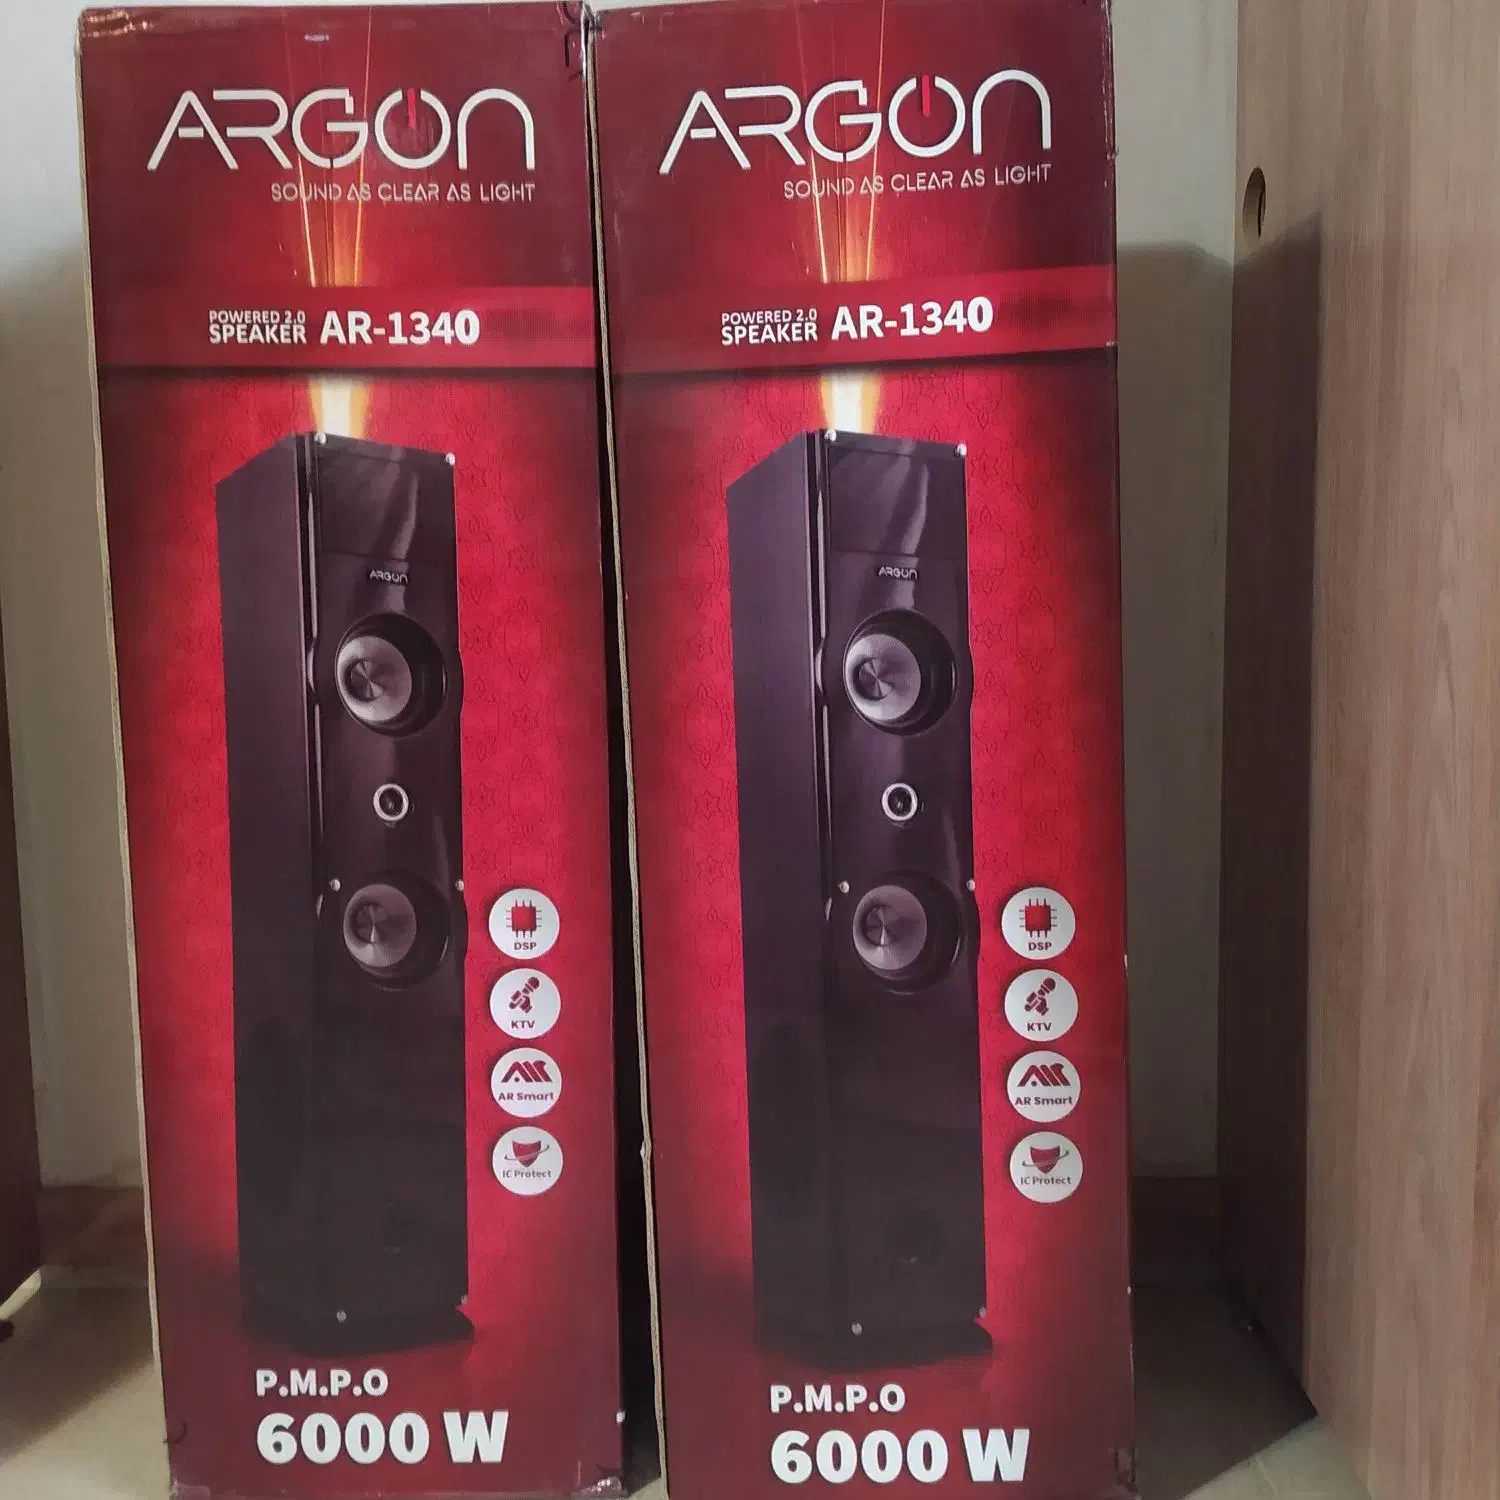 ARGON
SOUND AS CLEAR AS LIGHT
POWERED 2.0
SPEAKER AR-1340
ARGON
DSP
KTV
AR Smart
IC Protect
P.M.P.O
6000 W
ARGON
SOUND AS CLEAR AS LIGHT
POWERED 2.0
SPEAKER AR-1340
ARGON
DSP
KTV
AR Smart
IC Protect
P.M.P.O
6000 W